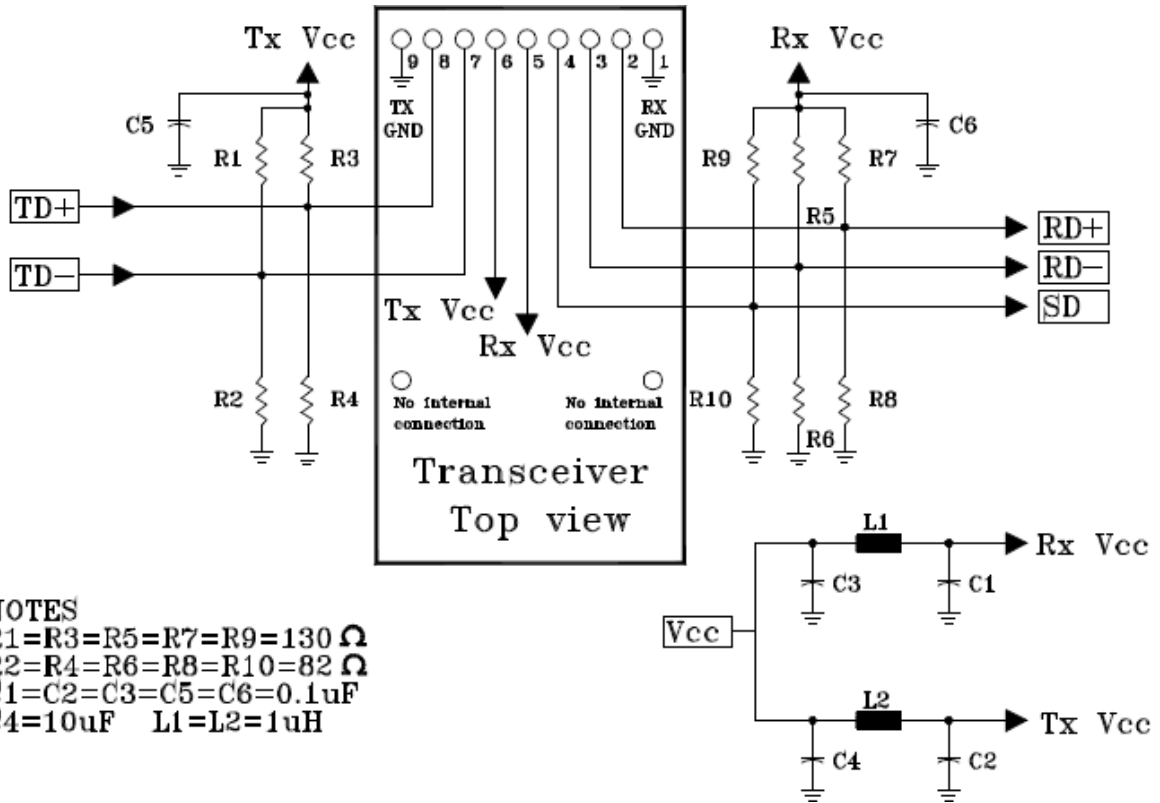 Tx Vcc
C5
R1
R3
TD+
TD-
R2
R4
9
8
7
6
5
4
3
2
1
TX
GND
RX
GND
Tx Vcc
Rx Vcc
No internal
connection
No internal
connection
Transceiver
Top view
Rx Vcc
C6
R9
R7
R5
RD+
RD-
SD
R10
R8
R6
L1
Rx Vcc
C3
C1
Vcc
L2
Tx Vcc
C4
C2
NOTES
R1=R3=R5=R7=R9=130 Ω
R2=R4=R6=R8=R10=82 Ω
C1=C2=C3=C5=C6=0.1uF
C4=10uF L1=L2=1uH